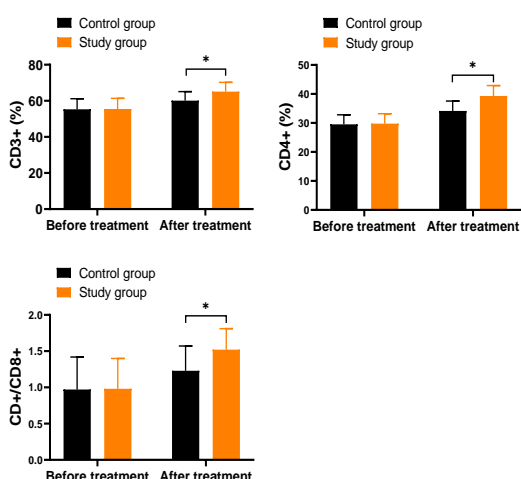 Control group
Study group
*
80
60
40
20
0
CD3+ (%)
Before treatment After treatment
Control group
Study group
*
50
40
30
20
10
0
CD4+ (%)
Before treatment After treatment
Control group
Study group
*
2.0
1.5
1.0
0.5
0.0
CD+/CD8+
Before treatment After treatment